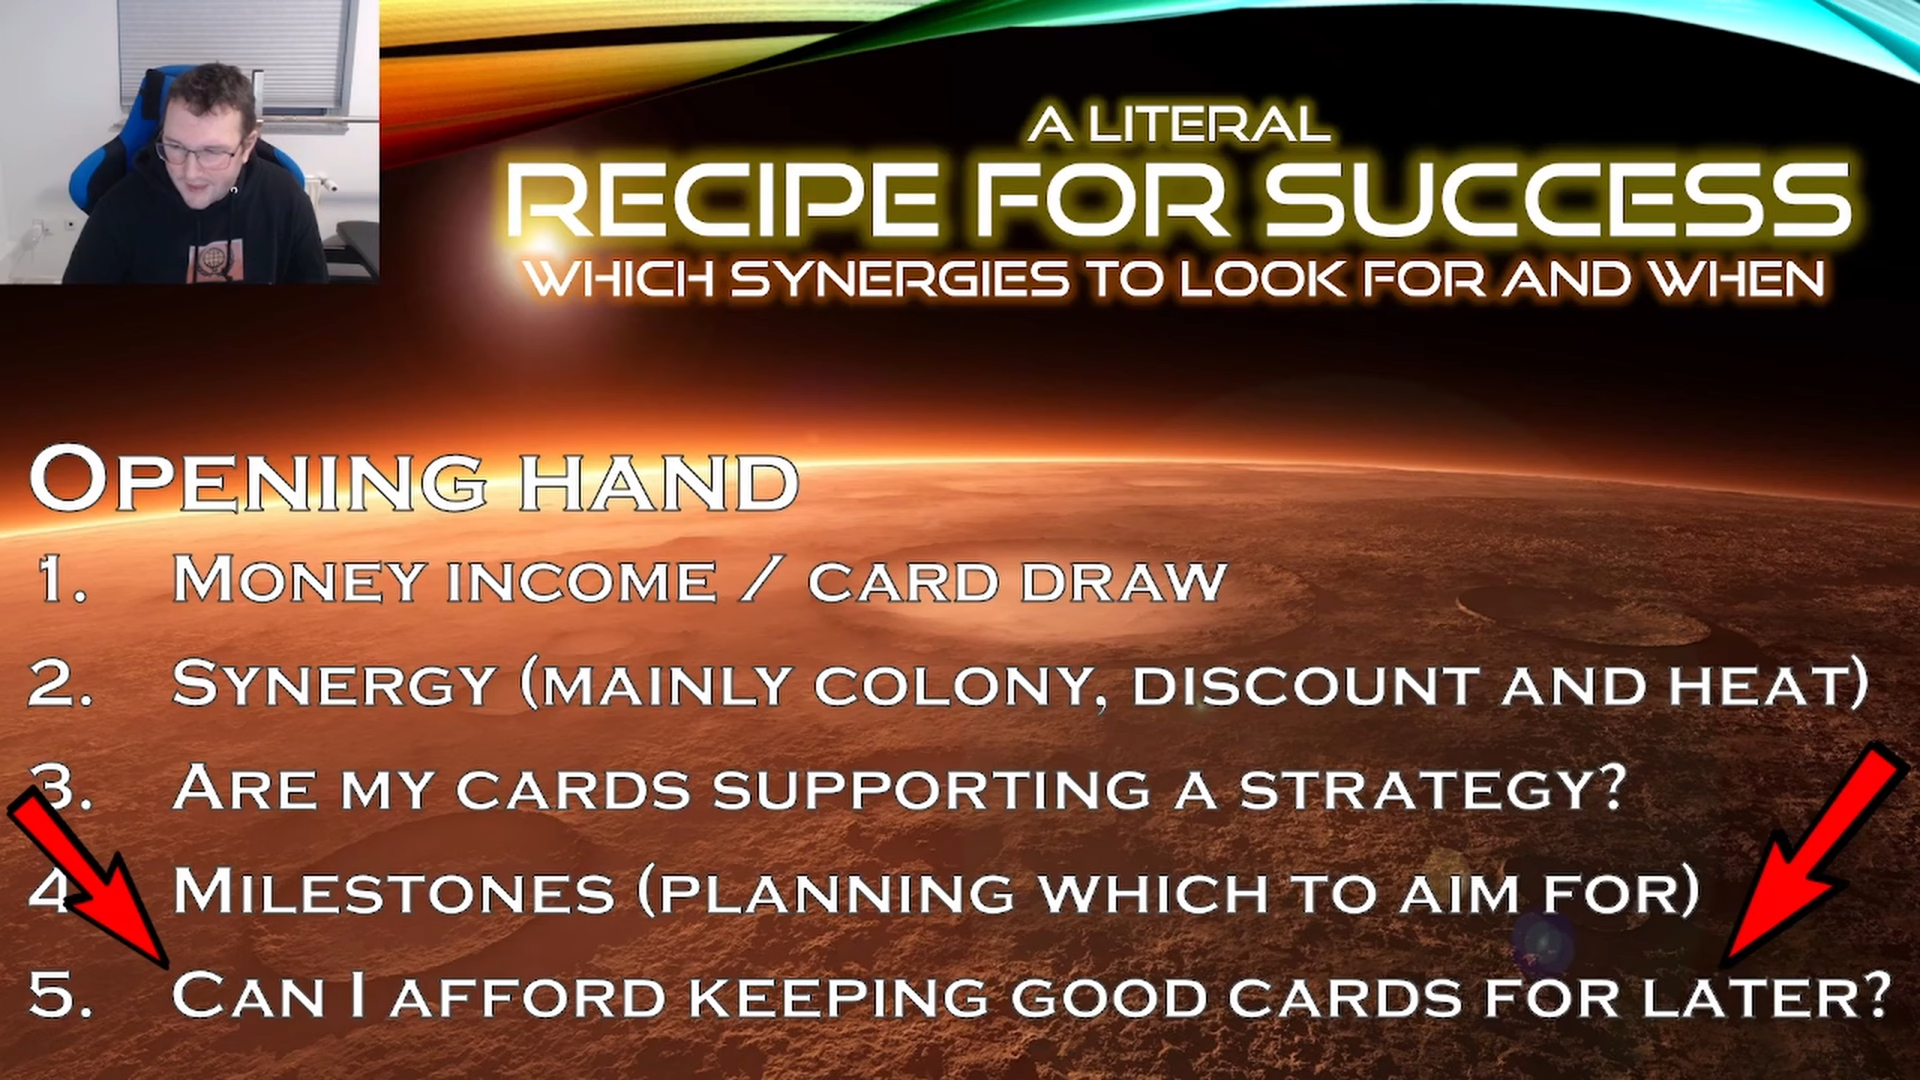 A LITERAL
RECIPE FOR SUCCESS
WHICH SYNERGIES TO LOOK FOR AND WHEN
OPENING HAND
1. MONEY INCOME / CARD DRAW
2. SYNERGY (MAINLY COLONY, DISCOUNT AND HEAT)
3. ARE MY CARDS SUPPORTING A STRATEGY?
4 MILESTONES (PLANNING WHICH TO AIM FOR)
5. CAN I AFFORD KEEPING GOOD CARDS FOR LATER?